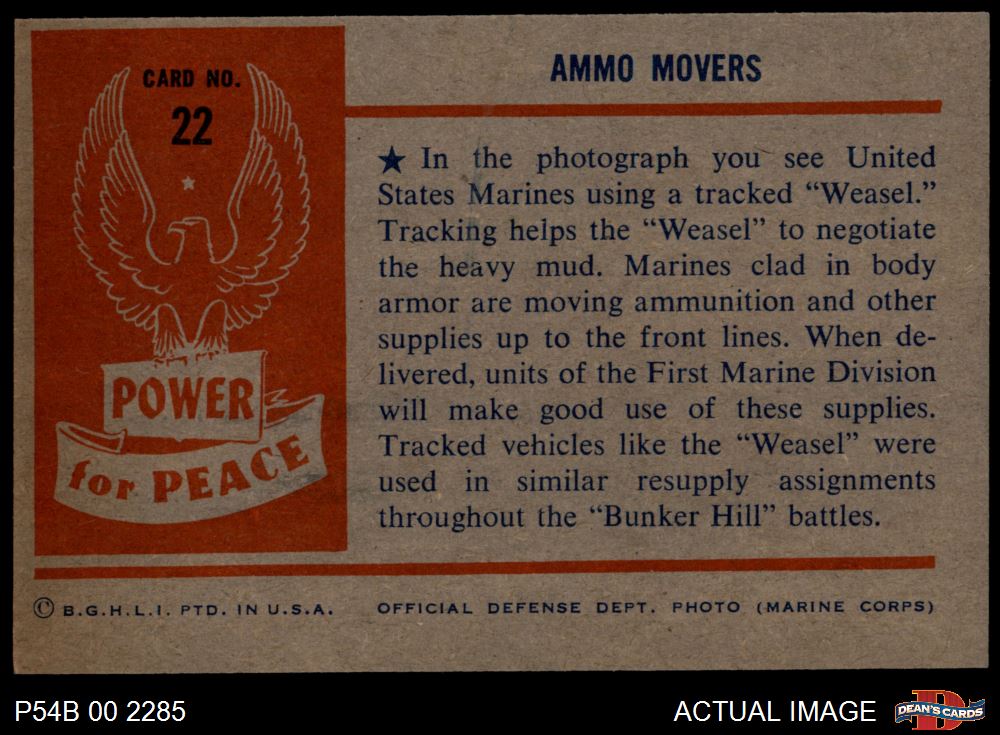 CARD NO.
22
POWER
for PEACE
AMMO MOVERS
★ In the photograph you see United
States Marines using a tracked “Weasel.”
Tracking helps the “Weasel” to negotiate
the heavy mud. Marines clad in body
armor are moving ammunition and other
supplies up to the front lines. When de-
livered, units of the First Marine Division
will make good use of these supplies.
Tracked vehicles like the “Weasel” were
used in similar resupply assignments
throughout the “Bunker Hill” battles.
© B.G.H.L.I. PTD. IN U.S.A.
OFFICIAL DEFENSE DEPT. PHOTO (MARINE CORPS)
P54B 00 2285
ACTUAL IMAGE
D
DEAN'S CARDS